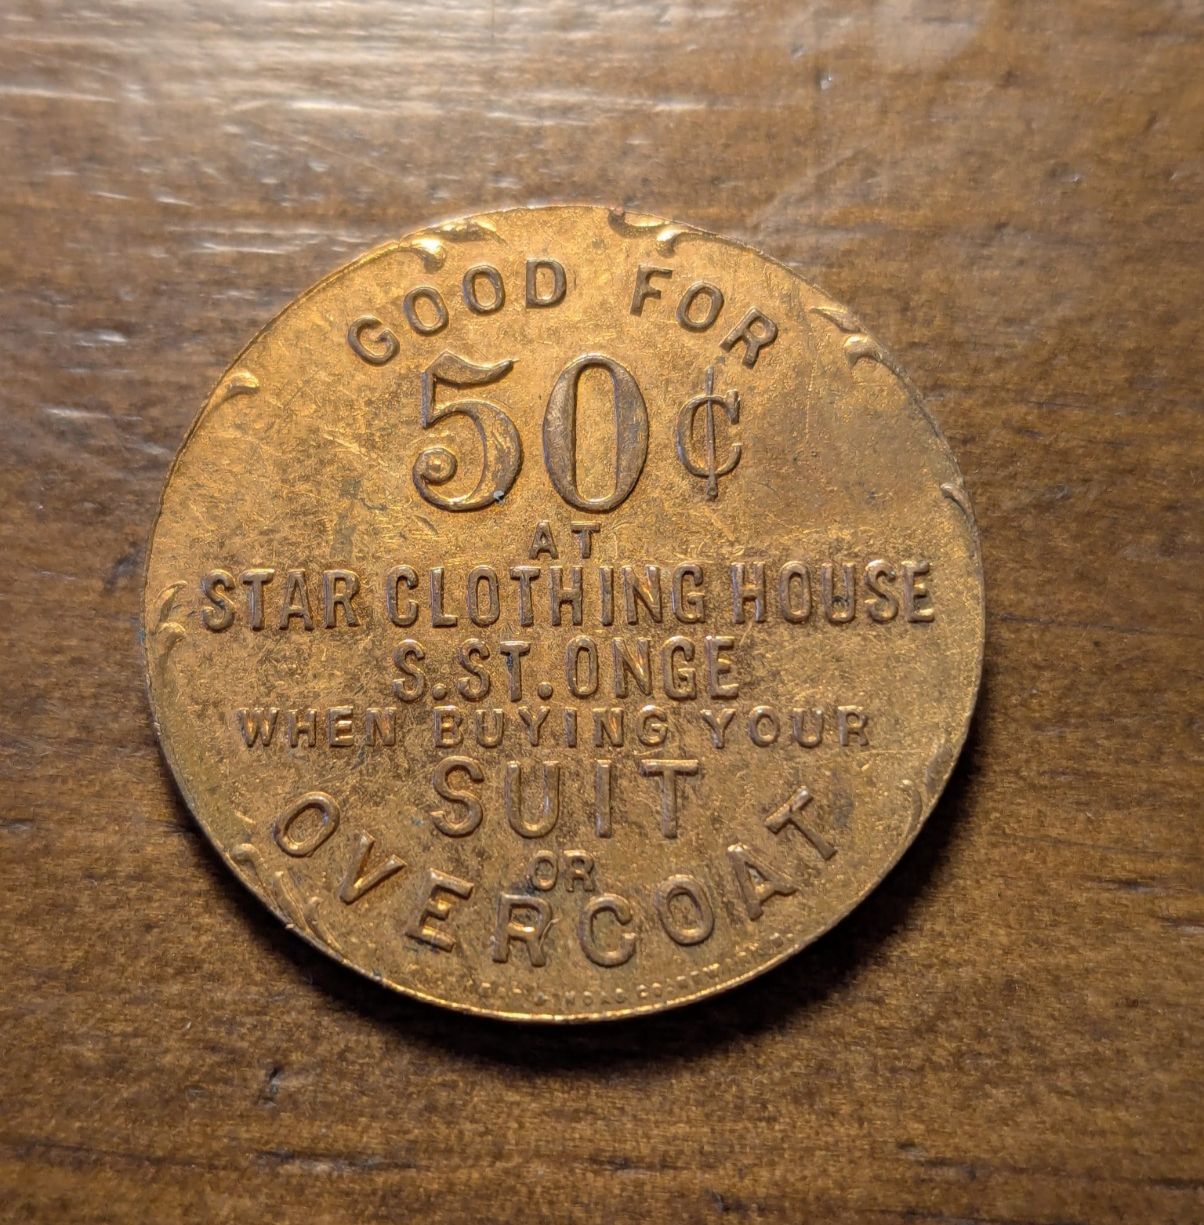 GOOD FOR
50¢
AT
STAR CLOTHING HOUSE
S. ST. ONGE
WHEN BUYING YOUR
SUIT
OR
OVERCOAT